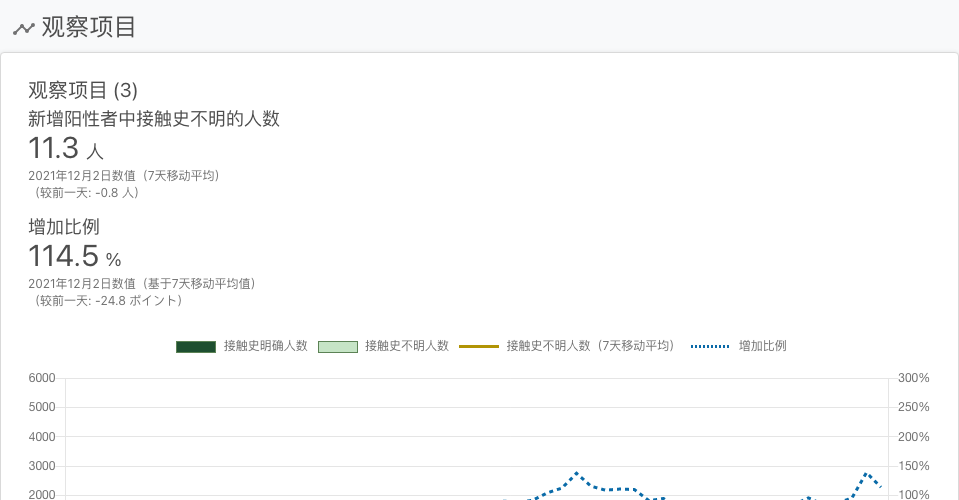 观察项目
观察项目 (3)
新增阳性者中接触史不明的人数
11.3 人
2021年12月2日数值（7天移动平均）
（较前一天: -0.8 人）
增加比例
114.5 %
2021年12月2日数值（基于7天移动平均值）
（较前一天: -24.8 ポイント）
接触史明确人数 接触史不明人数 接触史不明人数（7天移动平均） 增加比例
6000 300%
5000 250%
4000 200%
3000 150%
2000 100%